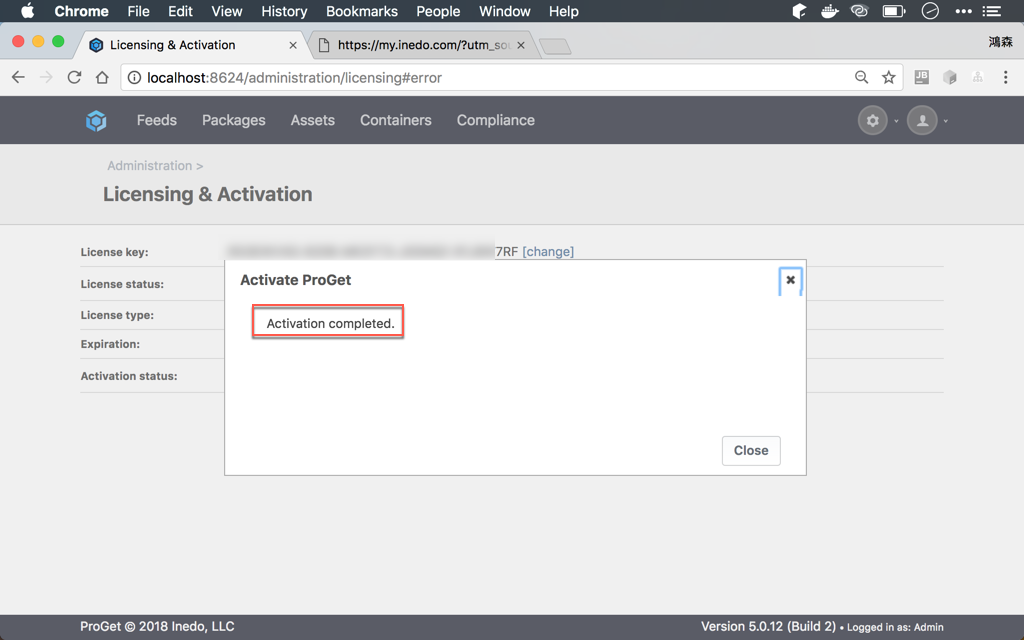 Chrome File Edit View History Bookmarks People Window Help
Licensing & Activation
https://my.inedo.com/?utm_sou
鴻森
localhost:8624/administration/licensing#error
JB
Feeds Packages Assets Containers Compliance
Administration >
Licensing & Activation
License key: 7RF [change]
License status:
License type:
Expiration:
Activation status:
Activate ProGet
Activation completed.
Close
ProGet © 2018 Inedo, LLC
Version 5.0.12 (Build 2) • Logged in as: Admin